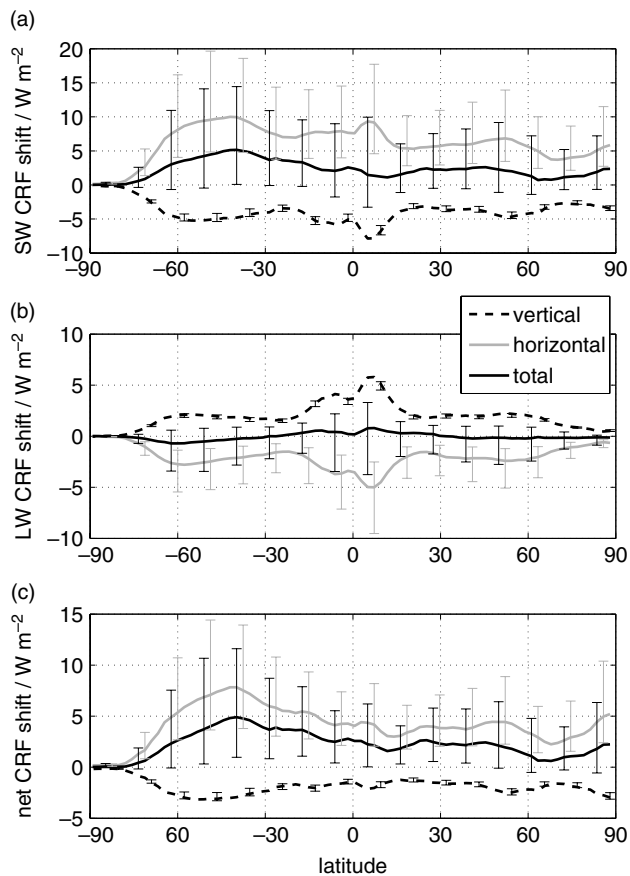 (a)
SW CRF shift / W m−2
20
15
10
5
0
−5
−10
−90 −60 −30 0 30 60 90
(b)
LW CRF shift / W m−2
10
5
0
−5
−10
−90 −60 −30 0 30 60 90
vertical
horizontal
total
(c)
net CRF shift / W m−2
15
10
5
0
−5
−90 −60 −30 0 30 60 90
latitude